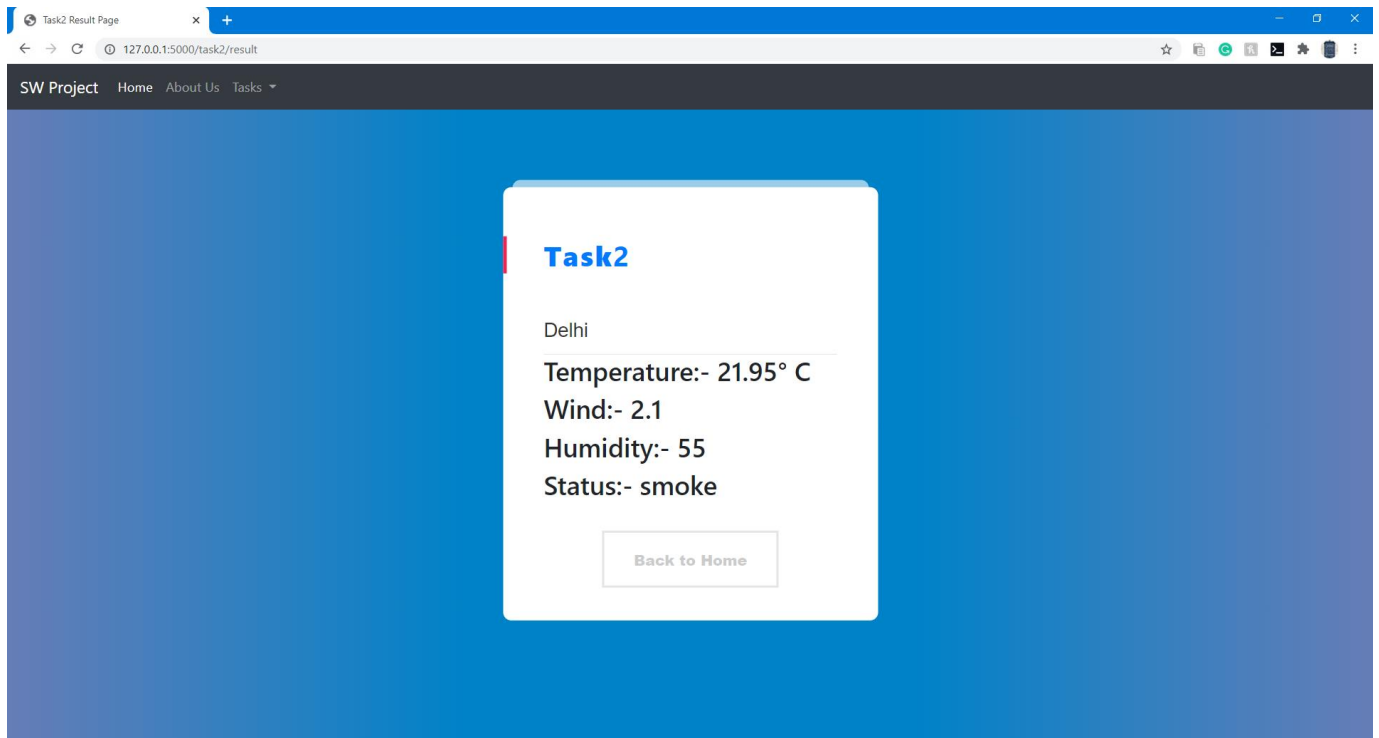 Task2 Result Page
127.0.0.1:5000/task2/result
SW Project Home About Us Tasks
Task2
Delhi
Temperature:- 21.95° C
Wind:- 2.1
Humidity:- 55
Status:- smoke
Back to Home